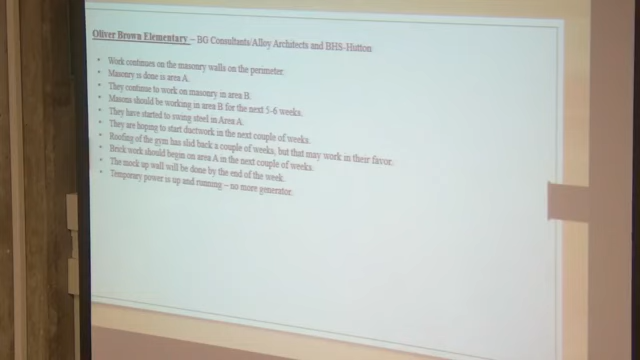 Oliver Brown Elementary – BG Consultants/Alloy Architects and BHS-Hutton
• Work continues on the masonry walls on the perimeter.
• Masonry is done is area A.
• They continue to work on masonry in area B.
• Masons should be working in area B for the next 5-6 weeks.
• They have started to swing steel in Area A.
• They are hoping to start ductwork in the next couple of weeks.
• Roofing of the gym has slid back a couple of weeks, but that may work in their favor.
• Brick work should begin on area A in the next couple of weeks.
• The mock up wall will be done by the end of the week.
• Temporary power is up and running – no more generator.